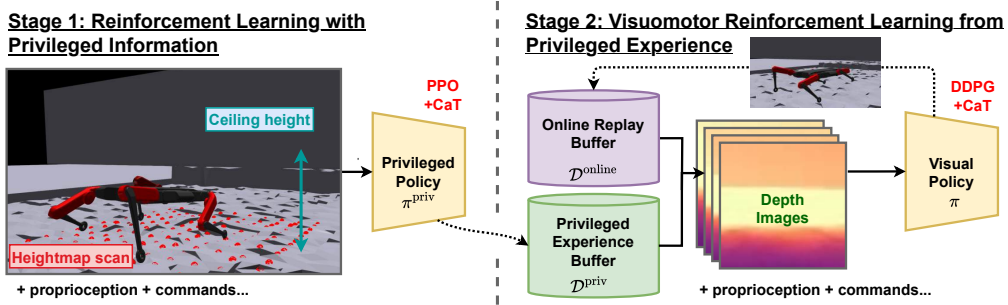 Stage 1: Reinforcement Learning with
Privileged Information
Ceiling height
Heightmap scan
+ proprioception + commands...
PPO
+CaT
Privileged
Policy
π^priv
Stage 2: Visuomotor Reinforcement Learning from
Privileged Experience
Online Replay
Buffer
𝒟^online
Privileged
Experience
Buffer
𝒟^priv
Depth
Images
+ proprioception + commands...
DDPG
+CaT
Visual
Policy
π